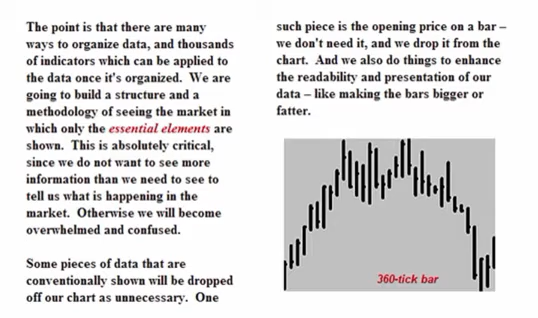 The point is that there are many
ways to organize data, and thousands
of indicators which can be applied to
the data once it's organized.  We are
going to build a structure and a
methodology of seeing the market in
which only the essential elements are
shown.  This is absolutely critical,
since we do not want to see more
information than we need to see to
tell us what is happening in the
market.  Otherwise we will become
overwhelmed and confused.
Some pieces of data that are
conventionally shown will be dropped
off our chart as unnecessary.  One
such piece is the opening price on a bar –
we don't need it, and we drop it from the
chart.  And we also do things to enhance
the readability and presentation of our
data – like making the bars bigger or
fatter.
360-tick bar